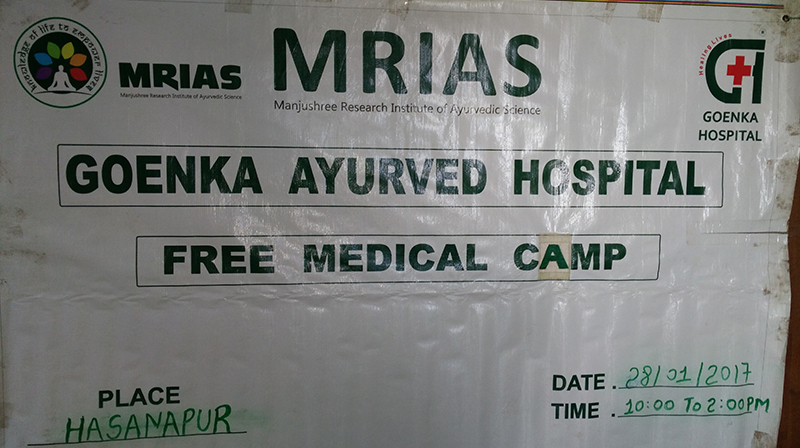 knowledge of life to empower lives
MRIAS
Manjushree Research Institute of Ayurvedic Science
MRIAS
Manjushree Research Institute of Ayurvedic Science
Healing Lives
GOENKA
HOSPITAL
GOENKA AYURVED HOSPITAL
FREE MEDICAL CAMP
PLACE
HASANAPUR
DATE . 28/01/2017
TIME . 10:00 TO 2:00PM